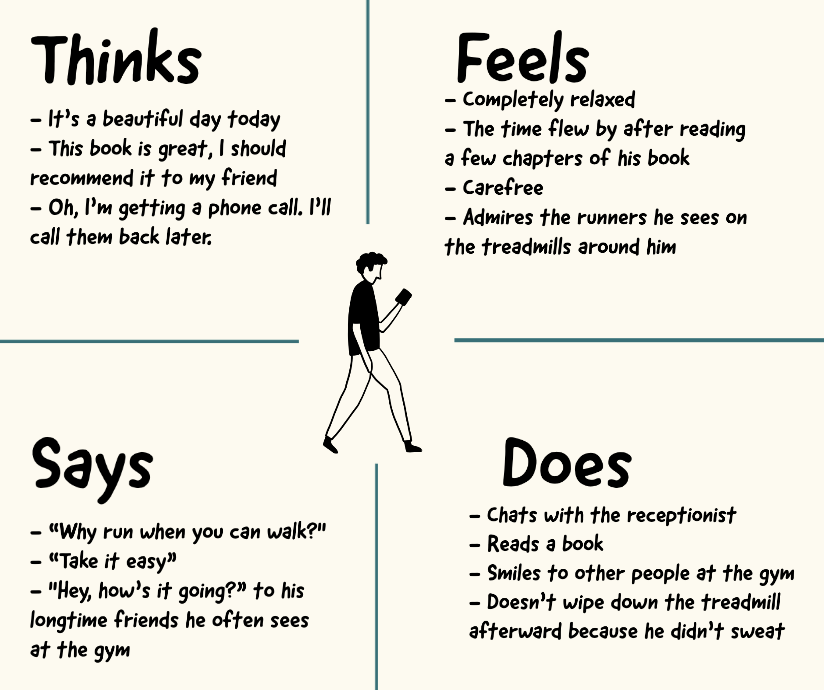 Thinks
– It's a beautiful day today
– This book is great, I should
recommend it to my friend
– Oh, I'm getting a phone call. I'll
call them back later.
Feels
– Completely relaxed
– The time flew by after reading
a few chapters of his book
– Carefree
– Admires the runners he sees on
the treadmills around him
Says
– “Why run when you can walk?"
– “Take it easy”
– "Hey, how's it going?” to his
longtime friends he often sees
at the gym
Does
– Chats with the receptionist
– Reads a book
– Smiles to other people at the gym
– Doesn't wipe down the treadmill
afterward because he didn't sweat